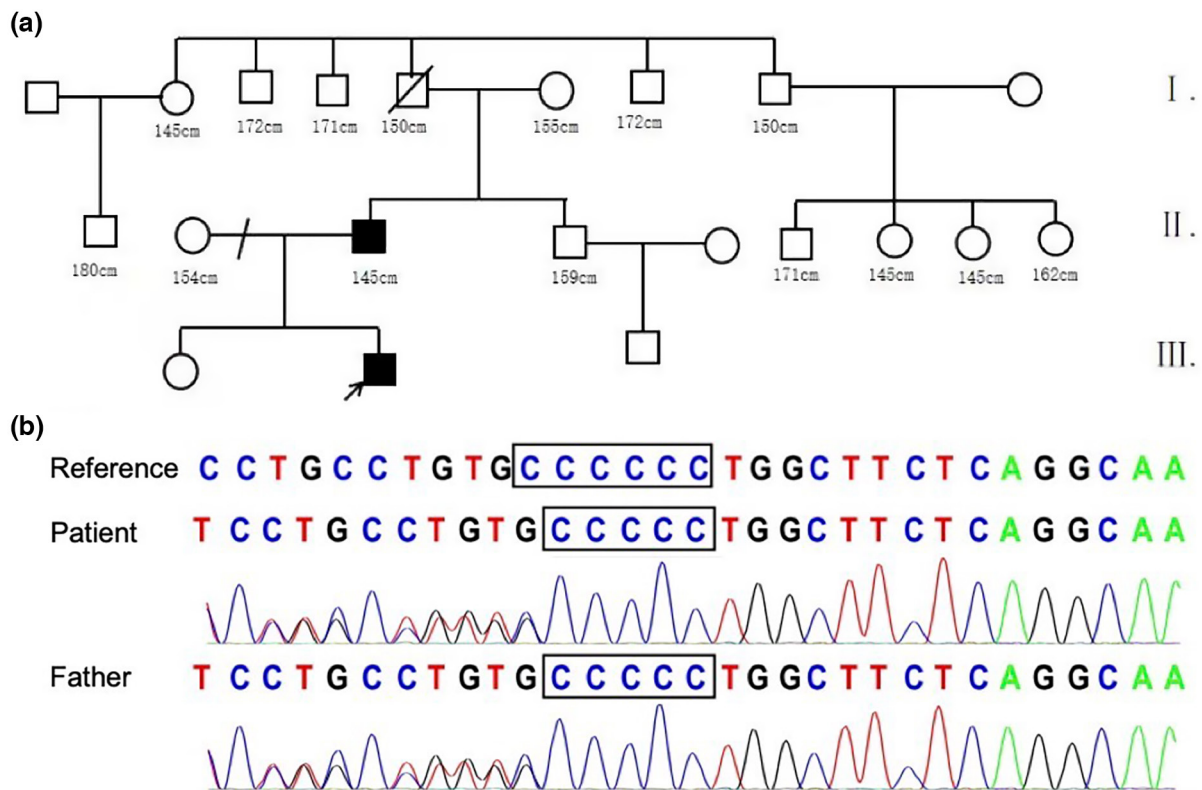 (a)
I .
145cm 172cm 171cm 150cm 155cm 172cm 150cm
II .
180cm 154cm 145cm 159cm 171cm 145cm 145cm 162cm
III.
(b)
Reference C C T G C C T G T G C C C C C C T G G C T T C T C A G G C A A
Patient T C C T G C C T G T G C C C C C T G G C T T C T C A G G C A A
Father T C C T G C C T G T G C C C C C T G G C T T C T C A G G C A A